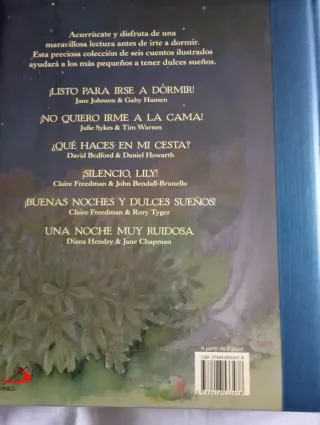 Acurrúcate y disfruta de una
maravillosa lectura antes de irte a dormir.
Esta preciosa colección de seis cuentos ilustrados
ayudará a los más pequeños a tener dulces sueños.
¡LISTO PARA IRSE A DORMIR!
Jane Johnson & Gaby Hansen
¡NO QUIERO IRME A LA CAMA!
Julie Sykes & Tim Warnes
¿QUÉ HACES EN MI CESTA?
David Bedford & Daniel Howarth
¡SILENCIO, LILY!
Claire Freedman & John Bendall-Brunello
¡BUENAS NOCHES Y DULCES SUEÑOS!
Claire Freedman & Rory Tyger
UNA NOCHE MUY RUIDOSA
Diana Hendry & Jane Chapman
A partir de 3 años